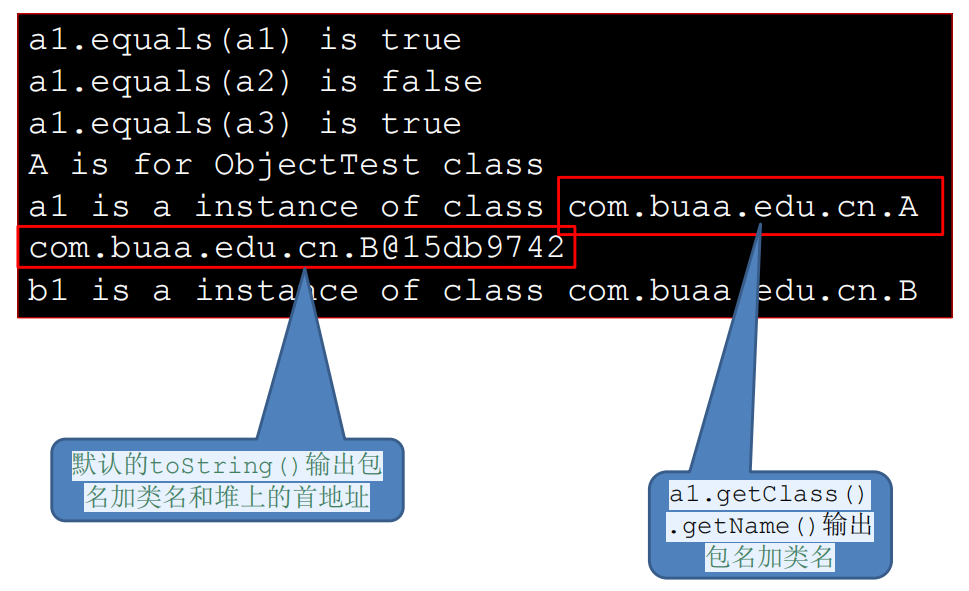 a1.equals(a1) is true
a1.equals(a2) is false
a1.equals(a3) is true
A is for ObjectTest class
a1 is a instance of class com.buaa.edu.cn.A
com.buaa.edu.cn.B@15db9742
b1 is a instance of class com.buaa.edu.cn.B
默认的toString()输出包
名加类名和堆上的首地址
a1.getClass()
.getName()输出
包名加类名